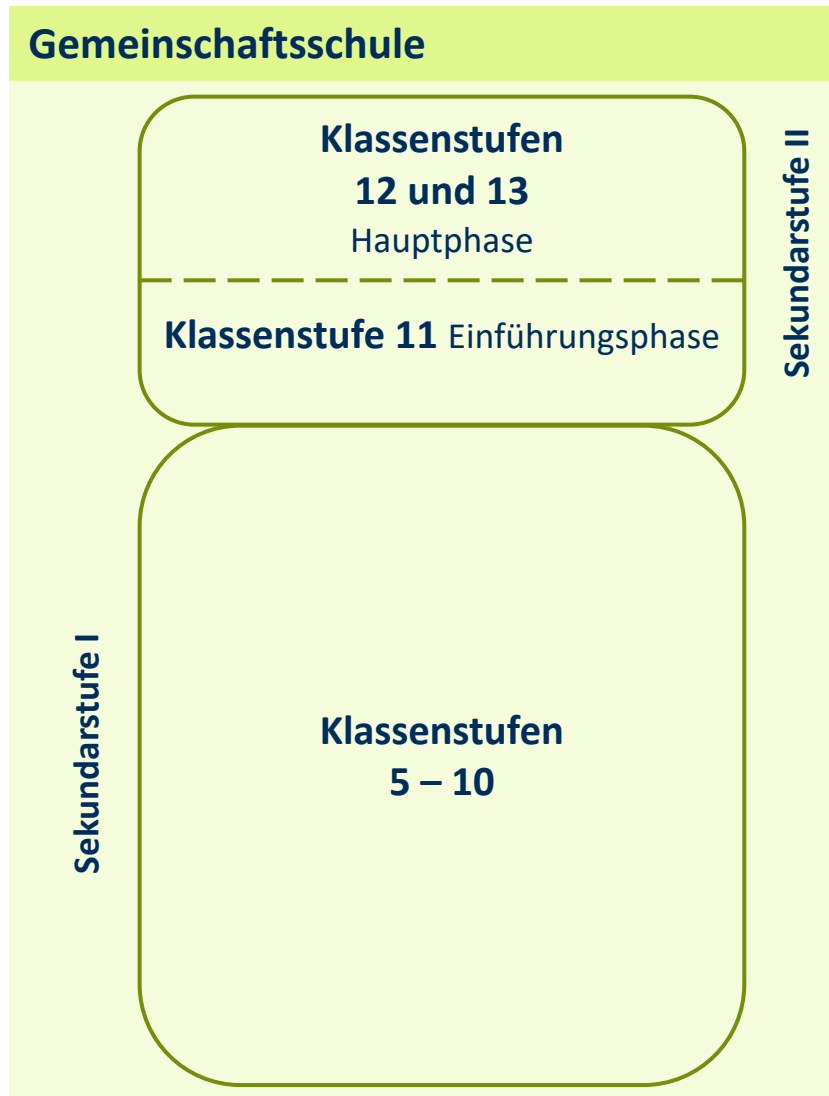 Gemeinschaftsschule
Klassenstufen
12 und 13
Hauptphase
Klassenstufe 11 Einführungsphase
Sekundarstufe II
Klassenstufen
5 – 10
Sekundarstufe I